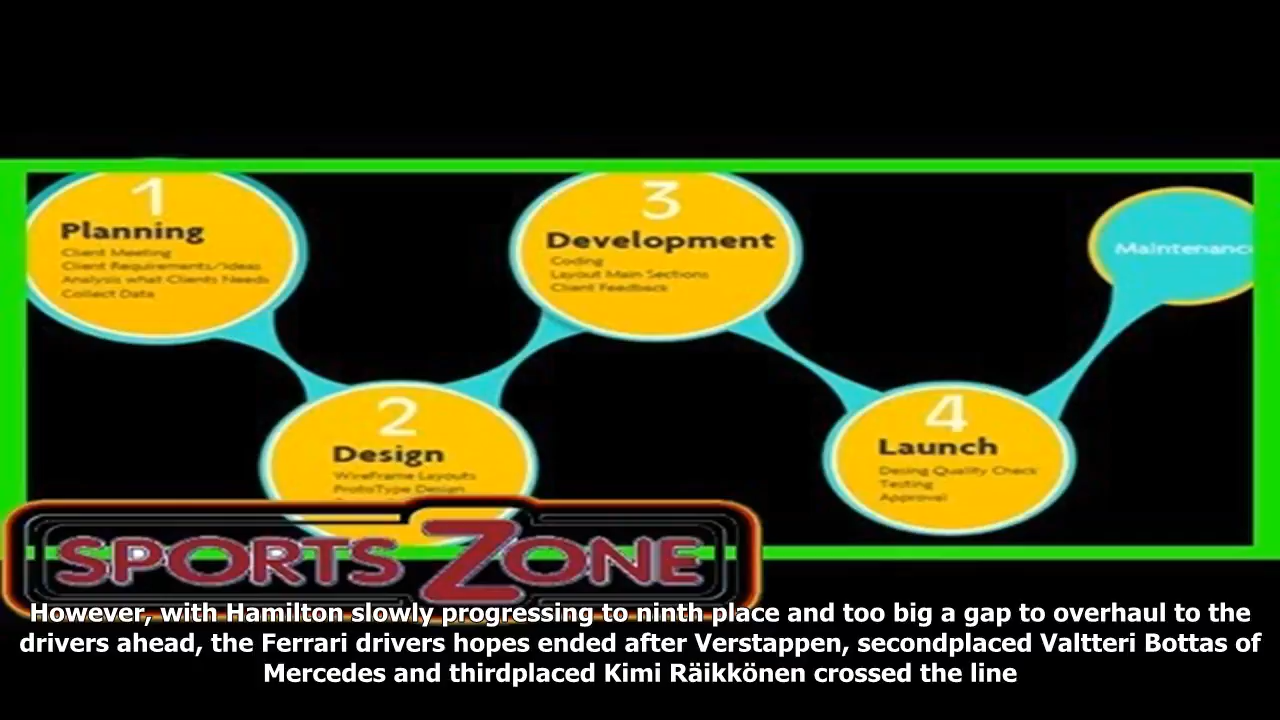 1
Planning
Client Meeting
Client Requirements/Ideas
Analysis what Clients Needs
Collect Data
2
Design
WireFrame Layouts
ProtoType Design
3
Development
Coding
Layout Main Sections
Client Feedback
4
Launch
Desing Quality Check
Testing
Approval
Maintenanc
SPORTS ZONE
However, with Hamilton slowly progressing to ninth place and too big a gap to overhaul to the
drivers ahead, the Ferrari drivers hopes ended after Verstappen, secondplaced Valtteri Bottas of
Mercedes and thirdplaced Kimi Räikkönen crossed the line